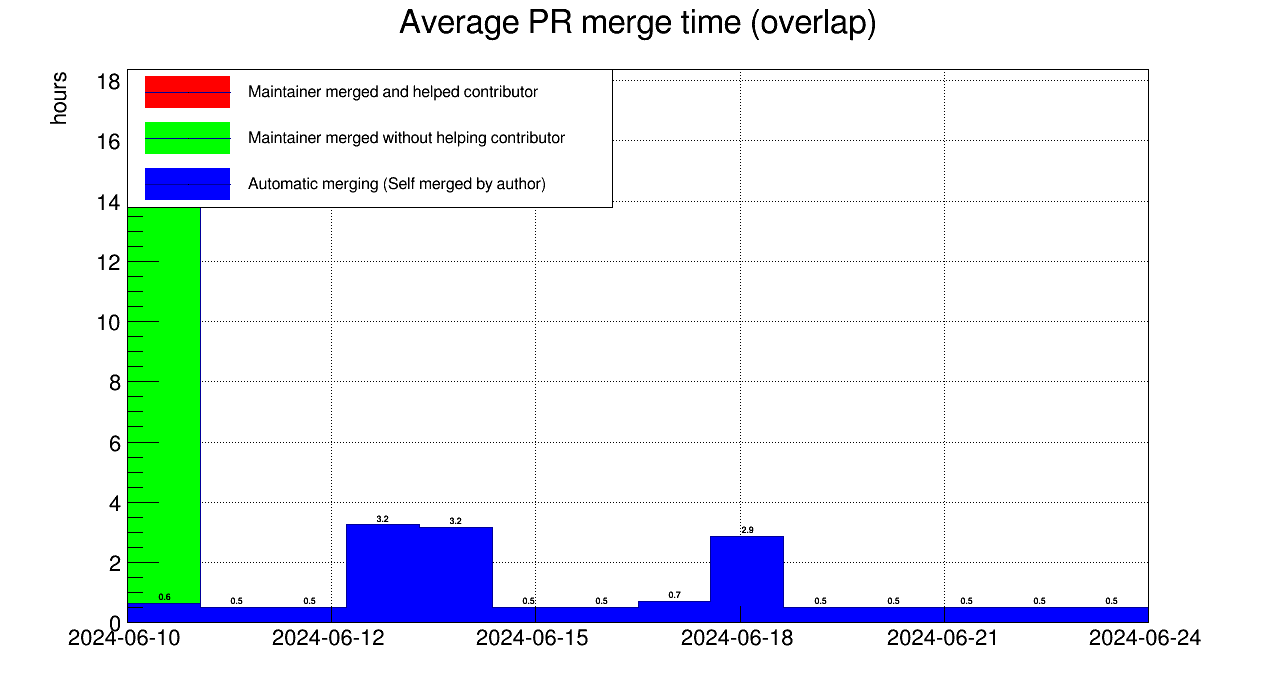 Average PR merge time (overlap)
hours
18
16
14
12
10
8
6
4
2
0
Maintainer merged and helped contributor
Maintainer merged without helping contributor
Automatic merging (Self merged by author)
0.6 0.5 0.5 3.2 3.2 0.5 0.5 0.7 2.9 0.5 0.5 0.5 0.5 0.5
2024-06-10 2024-06-12 2024-06-15 2024-06-18 2024-06-21 2024-06-24